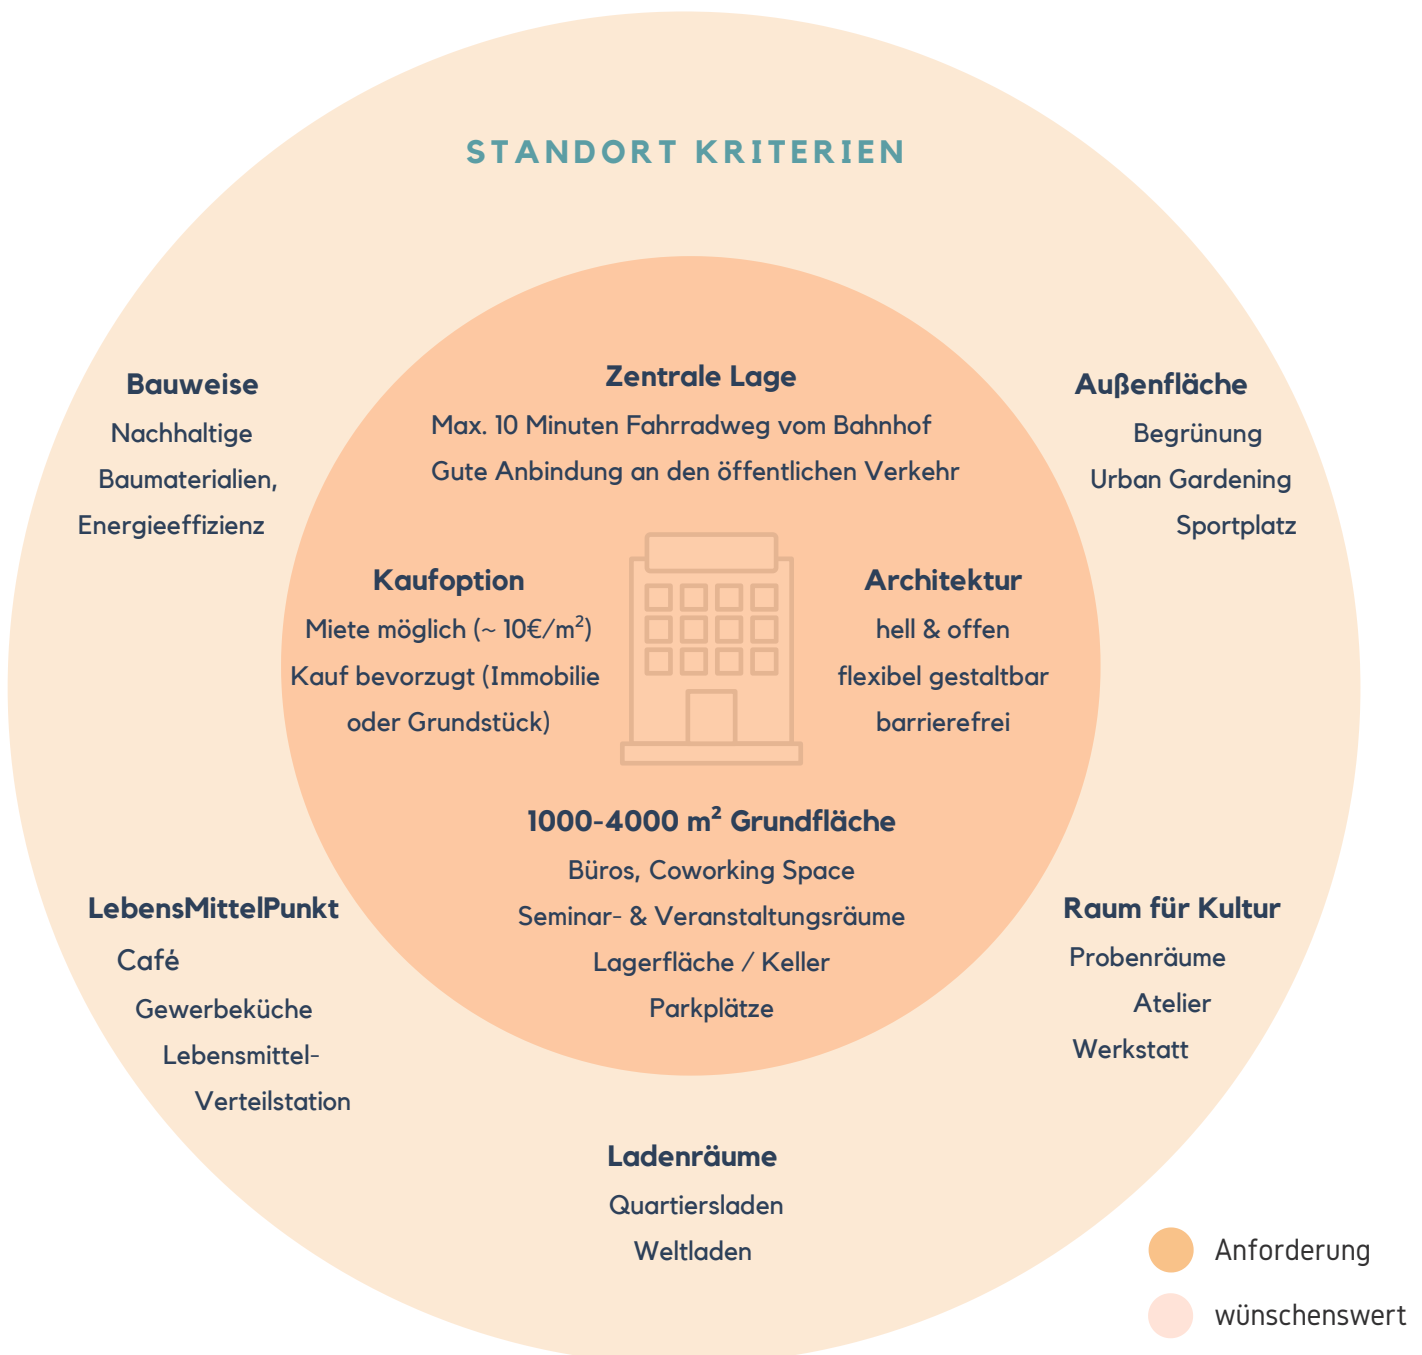 STANDORT KRITERIEN
Zentrale Lage
Max. 10 Minuten Fahrradweg vom Bahnhof
Gute Anbindung an den öffentlichen Verkehr
Bauweise
Nachhaltige
Baumaterialien,
Energieeffizienz
Außenfläche
Begrünung
Urban Gardening
Sportplatz
Kaufoption
Miete möglich (~ 10€/m²)
Kauf bevorzugt (Immobilie
oder Grundstück)
Architektur
hell & offen
flexibel gestaltbar
barrierefrei
1000-4000 m² Grundfläche
Büros, Coworking Space
Seminar- & Veranstaltungsräume
Lagerfläche / Keller
Parkplätze
LebensMittelPunkt
Café
Gewerbeküche
Lebensmittel-
Verteilstation
Raum für Kultur
Probenräume
Atelier
Werkstatt
Ladenräume
Quartiersladen
Weltladen
Anforderung
wünschenswert